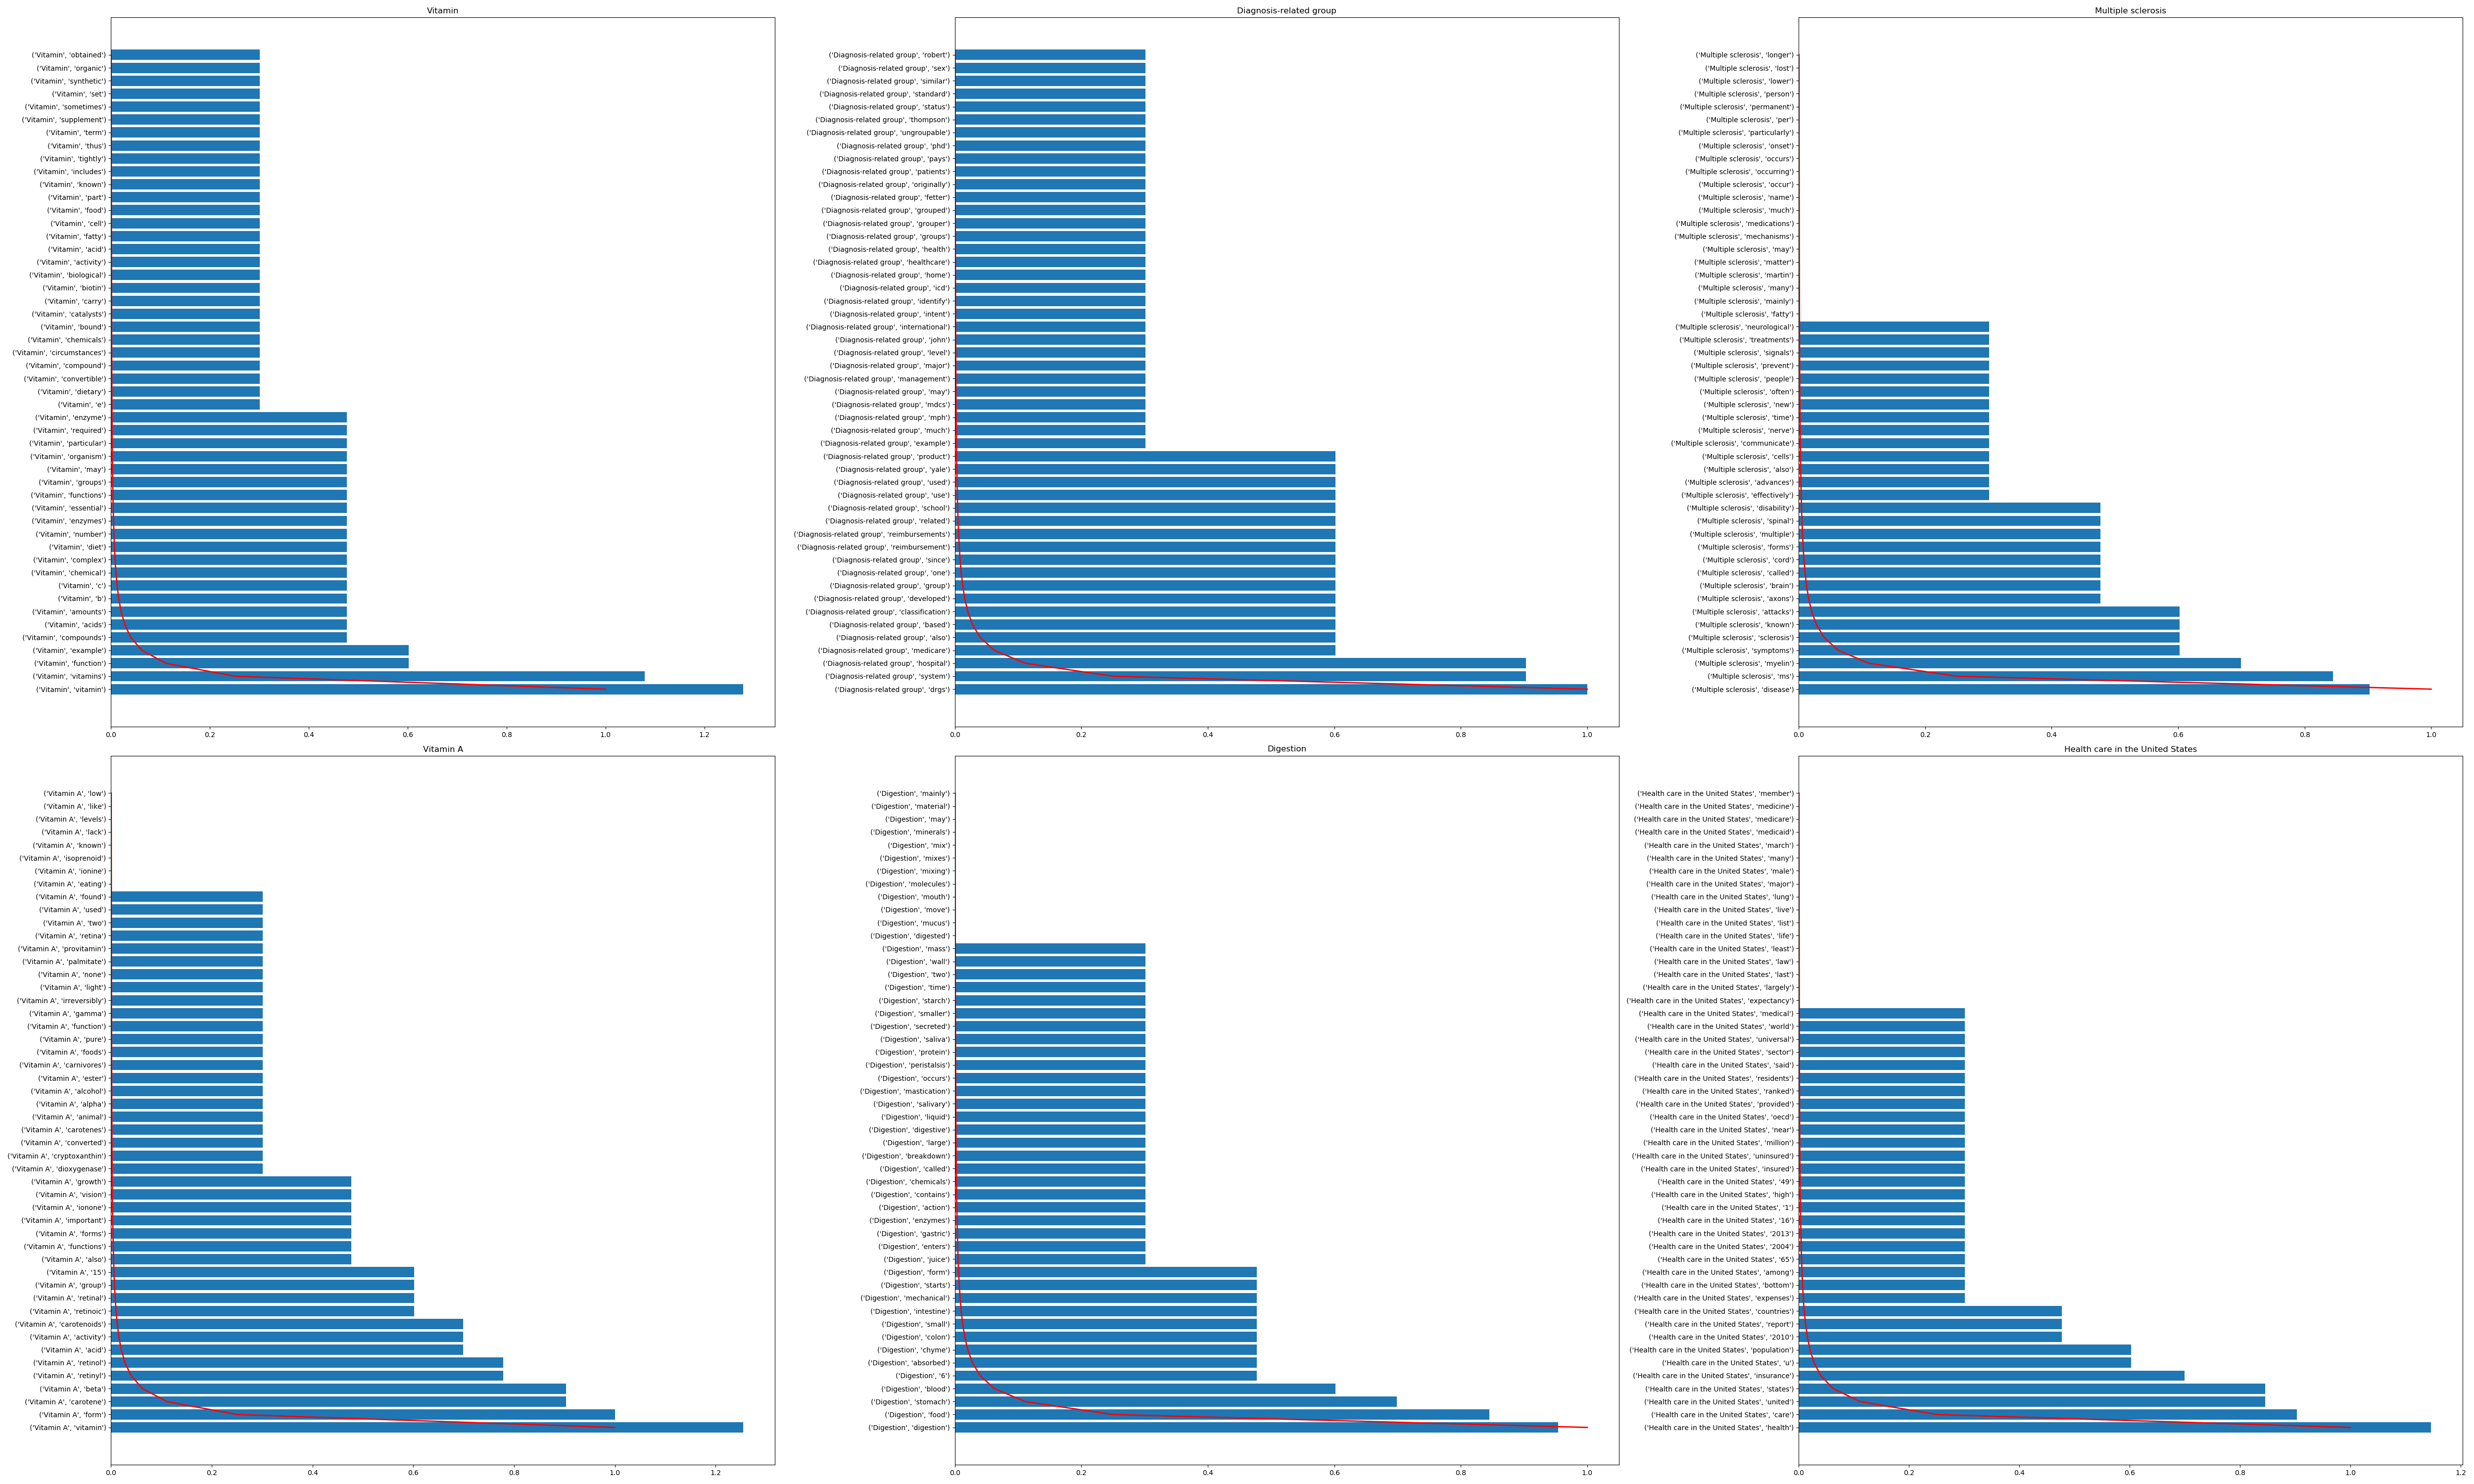 Vitamin
('Vitamin', 'obtained')
('Vitamin', 'organic')
('Vitamin', 'synthetic')
('Vitamin', 'set')
('Vitamin', 'sometimes')
('Vitamin', 'supplement')
('Vitamin', 'term')
('Vitamin', 'thus')
('Vitamin', 'tightly')
('Vitamin', 'includes')
('Vitamin', 'known')
('Vitamin', 'part')
('Vitamin', 'food')
('Vitamin', 'cell')
('Vitamin', 'fatty')
('Vitamin', 'acid')
('Vitamin', 'activity')
('Vitamin', 'biological')
('Vitamin', 'biotin')
('Vitamin', 'carry')
('Vitamin', 'catalysts')
('Vitamin', 'bound')
('Vitamin', 'chemicals')
('Vitamin', 'circumstances')
('Vitamin', 'compound')
('Vitamin', 'convertible')
('Vitamin', 'dietary')
('Vitamin', 'e')
('Vitamin', 'enzyme')
('Vitamin', 'required')
('Vitamin', 'particular')
('Vitamin', 'organism')
('Vitamin', 'may')
('Vitamin', 'groups')
('Vitamin', 'functions')
('Vitamin', 'essential')
('Vitamin', 'enzymes')
('Vitamin', 'number')
('Vitamin', 'diet')
('Vitamin', 'complex')
('Vitamin', 'chemical')
('Vitamin', 'c')
('Vitamin', 'b')
('Vitamin', 'amounts')
('Vitamin', 'acids')
('Vitamin', 'compounds')
('Vitamin', 'example')
('Vitamin', 'function')
('Vitamin', 'vitamins')
('Vitamin', 'vitamin')
0.0 0.2 0.4 0.6 0.8 1.0 1.2
Diagnosis-related group
('Diagnosis-related group', 'robert')
('Diagnosis-related group', 'sex')
('Diagnosis-related group', 'similar')
('Diagnosis-related group', 'standard')
('Diagnosis-related group', 'status')
('Diagnosis-related group', 'thompson')
('Diagnosis-related group', 'ungroupable')
('Diagnosis-related group', 'phd')
('Diagnosis-related group', 'pays')
('Diagnosis-related group', 'patients')
('Diagnosis-related group', 'originally')
('Diagnosis-related group', 'fetter')
('Diagnosis-related group', 'grouped')
('Diagnosis-related group', 'grouper')
('Diagnosis-related group', 'groups')
('Diagnosis-related group', 'health')
('Diagnosis-related group', 'healthcare')
('Diagnosis-related group', 'home')
('Diagnosis-related group', 'icd')
('Diagnosis-related group', 'identify')
('Diagnosis-related group', 'intent')
('Diagnosis-related group', 'international')
('Diagnosis-related group', 'john')
('Diagnosis-related group', 'level')
('Diagnosis-related group', 'major')
('Diagnosis-related group', 'management')
('Diagnosis-related group', 'may')
('Diagnosis-related group', 'mdcs')
('Diagnosis-related group', 'mph')
('Diagnosis-related group', 'much')
('Diagnosis-related group', 'example')
('Diagnosis-related group', 'product')
('Diagnosis-related group', 'yale')
('Diagnosis-related group', 'used')
('Diagnosis-related group', 'use')
('Diagnosis-related group', 'school')
('Diagnosis-related group', 'related')
('Diagnosis-related group', 'reimbursements')
('Diagnosis-related group', 'reimbursement')
('Diagnosis-related group', 'since')
('Diagnosis-related group', 'one')
('Diagnosis-related group', 'group')
('Diagnosis-related group', 'developed')
('Diagnosis-related group', 'classification')
('Diagnosis-related group', 'based')
('Diagnosis-related group', 'also')
('Diagnosis-related group', 'medicare')
('Diagnosis-related group', 'hospital')
('Diagnosis-related group', 'system')
('Diagnosis-related group', 'drgs')
0.0 0.2 0.4 0.6 0.8 1.0
Multiple sclerosis
('Multiple sclerosis', 'longer')
('Multiple sclerosis', 'lost')
('Multiple sclerosis', 'lower')
('Multiple sclerosis', 'person')
('Multiple sclerosis', 'permanent')
('Multiple sclerosis', 'per')
('Multiple sclerosis', 'particularly')
('Multiple sclerosis', 'onset')
('Multiple sclerosis', 'occurs')
('Multiple sclerosis', 'occurring')
('Multiple sclerosis', 'occur')
('Multiple sclerosis', 'name')
('Multiple sclerosis', 'much')
('Multiple sclerosis', 'medications')
('Multiple sclerosis', 'mechanisms')
('Multiple sclerosis', 'may')
('Multiple sclerosis', 'matter')
('Multiple sclerosis', 'martin')
('Multiple sclerosis', 'many')
('Multiple sclerosis', 'mainly')
('Multiple sclerosis', 'fatty')
('Multiple sclerosis', 'neurological')
('Multiple sclerosis', 'treatments')
('Multiple sclerosis', 'signals')
('Multiple sclerosis', 'prevent')
('Multiple sclerosis', 'people')
('Multiple sclerosis', 'often')
('Multiple sclerosis', 'new')
('Multiple sclerosis', 'time')
('Multiple sclerosis', 'nerve')
('Multiple sclerosis', 'communicate')
('Multiple sclerosis', 'cells')
('Multiple sclerosis', 'also')
('Multiple sclerosis', 'advances')
('Multiple sclerosis', 'effectively')
('Multiple sclerosis', 'disability')
('Multiple sclerosis', 'spinal')
('Multiple sclerosis', 'multiple')
('Multiple sclerosis', 'forms')
('Multiple sclerosis', 'cord')
('Multiple sclerosis', 'called')
('Multiple sclerosis', 'brain')
('Multiple sclerosis', 'axons')
('Multiple sclerosis', 'attacks')
('Multiple sclerosis', 'known')
('Multiple sclerosis', 'sclerosis')
('Multiple sclerosis', 'symptoms')
('Multiple sclerosis', 'myelin')
('Multiple sclerosis', 'ms')
('Multiple sclerosis', 'disease')
0.0 0.2 0.4 0.6 0.8 1.0
Vitamin A
('Vitamin A', 'low')
('Vitamin A', 'like')
('Vitamin A', 'levels')
('Vitamin A', 'lack')
('Vitamin A', 'known')
('Vitamin A', 'isoprenoid')
('Vitamin A', 'ionine')
('Vitamin A', 'eating')
('Vitamin A', 'found')
('Vitamin A', 'used')
('Vitamin A', 'two')
('Vitamin A', 'retina')
('Vitamin A', 'provitamin')
('Vitamin A', 'palmitate')
('Vitamin A', 'none')
('Vitamin A', 'light')
('Vitamin A', 'irreversibly')
('Vitamin A', 'gamma')
('Vitamin A', 'function')
('Vitamin A', 'pure')
('Vitamin A', 'foods')
('Vitamin A', 'carnivores')
('Vitamin A', 'ester')
('Vitamin A', 'alcohol')
('Vitamin A', 'alpha')
('Vitamin A', 'animal')
('Vitamin A', 'carotenes')
('Vitamin A', 'converted')
('Vitamin A', 'cryptoxanthin')
('Vitamin A', 'dioxygenase')
('Vitamin A', 'growth')
('Vitamin A', 'vision')
('Vitamin A', 'ionone')
('Vitamin A', 'important')
('Vitamin A', 'forms')
('Vitamin A', 'functions')
('Vitamin A', 'also')
('Vitamin A', '15')
('Vitamin A', 'group')
('Vitamin A', 'retinal')
('Vitamin A', 'retinoic')
('Vitamin A', 'carotenoids')
('Vitamin A', 'activity')
('Vitamin A', 'acid')
('Vitamin A', 'retinol')
('Vitamin A', 'retinyl')
('Vitamin A', 'beta')
('Vitamin A', 'carotene')
('Vitamin A', 'form')
('Vitamin A', 'vitamin')
0.0 0.2 0.4 0.6 0.8 1.0 1.2
Digestion
('Digestion', 'mainly')
('Digestion', 'material')
('Digestion', 'may')
('Digestion', 'minerals')
('Digestion', 'mix')
('Digestion', 'mixes')
('Digestion', 'mixing')
('Digestion', 'molecules')
('Digestion', 'mouth')
('Digestion', 'move')
('Digestion', 'mucus')
('Digestion', 'digested')
('Digestion', 'mass')
('Digestion', 'wall')
('Digestion', 'two')
('Digestion', 'time')
('Digestion', 'starch')
('Digestion', 'smaller')
('Digestion', 'secreted')
('Digestion', 'saliva')
('Digestion', 'protein')
('Digestion', 'peristalsis')
('Digestion', 'occurs')
('Digestion', 'mastication')
('Digestion', 'salivary')
('Digestion', 'liquid')
('Digestion', 'digestive')
('Digestion', 'large')
('Digestion', 'breakdown')
('Digestion', 'called')
('Digestion', 'chemicals')
('Digestion', 'contains')
('Digestion', 'action')
('Digestion', 'enzymes')
('Digestion', 'gastric')
('Digestion', 'enters')
('Digestion', 'juice')
('Digestion', 'form')
('Digestion', 'starts')
('Digestion', 'mechanical')
('Digestion', 'intestine')
('Digestion', 'small')
('Digestion', 'colon')
('Digestion', 'chyme')
('Digestion', 'absorbed')
('Digestion', '6')
('Digestion', 'blood')
('Digestion', 'stomach')
('Digestion', 'food')
('Digestion', 'digestion')
0.0 0.2 0.4 0.6 0.8 1.0
Health care in the United States
('Health care in the United States', 'member')
('Health care in the United States', 'medicine')
('Health care in the United States', 'medicare')
('Health care in the United States', 'medicaid')
('Health care in the United States', 'march')
('Health care in the United States', 'many')
('Health care in the United States', 'male')
('Health care in the United States', 'major')
('Health care in the United States', 'lung')
('Health care in the United States', 'live')
('Health care in the United States', 'list')
('Health care in the United States', 'life')
('Health care in the United States', 'least')
('Health care in the United States', 'law')
('Health care in the United States', 'last')
('Health care in the United States', 'largely')
('Health care in the United States', 'expectancy')
('Health care in the United States', 'medical')
('Health care in the United States', 'world')
('Health care in the United States', 'universal')
('Health care in the United States', 'sector')
('Health care in the United States', 'said')
('Health care in the United States', 'residents')
('Health care in the United States', 'ranked')
('Health care in the United States', 'provided')
('Health care in the United States', 'oecd')
('Health care in the United States', 'near')
('Health care in the United States', 'million')
('Health care in the United States', 'uninsured')
('Health care in the United States', 'insured')
('Health care in the United States', '49')
('Health care in the United States', 'high')
('Health care in the United States', '1')
('Health care in the United States', '16')
('Health care in the United States', '2013')
('Health care in the United States', '2004')
('Health care in the United States', '65')
('Health care in the United States', 'among')
('Health care in the United States', 'bottom')
('Health care in the United States', 'expenses')
('Health care in the United States', 'countries')
('Health care in the United States', 'report')
('Health care in the United States', '2010')
('Health care in the United States', 'population')
('Health care in the United States', 'u')
('Health care in the United States', 'insurance')
('Health care in the United States', 'states')
('Health care in the United States', 'united')
('Health care in the United States', 'care')
('Health care in the United States', 'health')
0.0 0.2 0.4 0.6 0.8 1.0 1.2